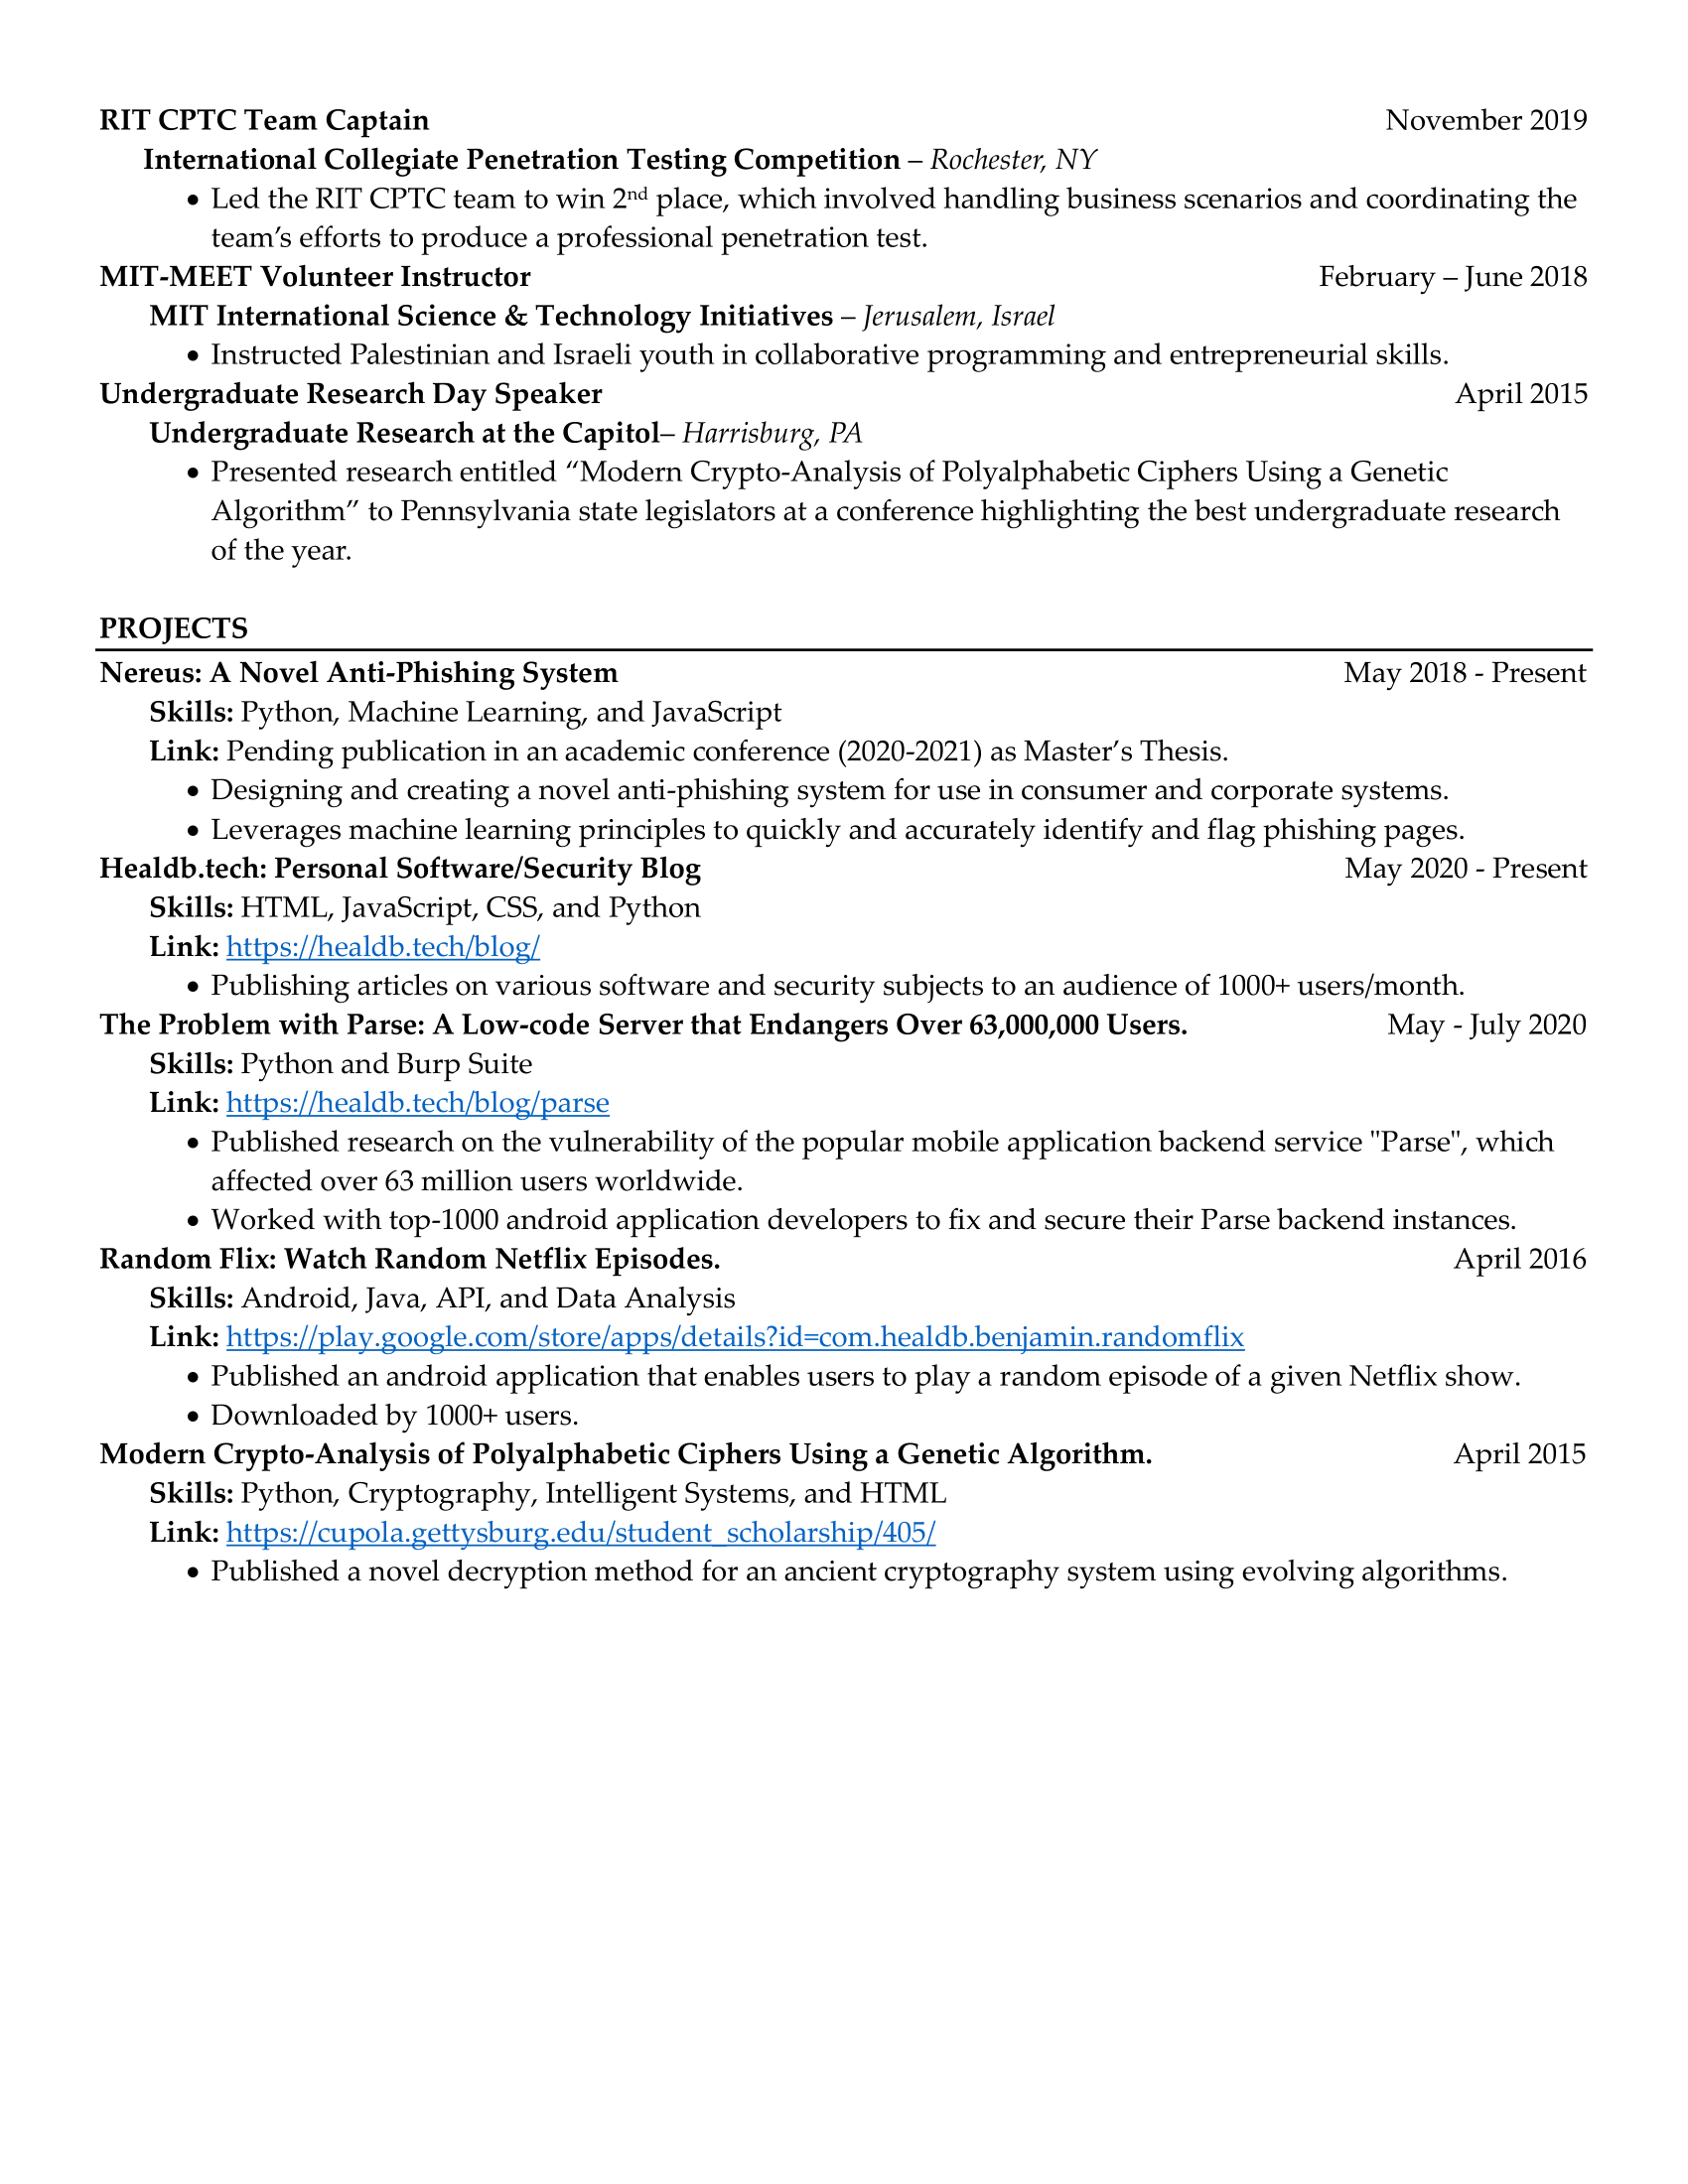 RIT CPTC Team Captain November 2019
International Collegiate Penetration Testing Competition – Rochester, NY
• Led the RIT CPTC team to win 2nd place, which involved handling business scenarios and coordinating the
team’s efforts to produce a professional penetration test.
MIT-MEET Volunteer Instructor February – June 2018
MIT International Science & Technology Initiatives – Jerusalem, Israel
• Instructed Palestinian and Israeli youth in collaborative programming and entrepreneurial skills.
Undergraduate Research Day Speaker April 2015
Undergraduate Research at the Capitol– Harrisburg, PA
• Presented research entitled “Modern Crypto-Analysis of Polyalphabetic Ciphers Using a Genetic
Algorithm” to Pennsylvania state legislators at a conference highlighting the best undergraduate research
of the year.
PROJECTS
Nereus: A Novel Anti-Phishing System May 2018 - Present
Skills: Python, Machine Learning, and JavaScript
Link: Pending publication in an academic conference (2020-2021) as Master’s Thesis.
• Designing and creating a novel anti-phishing system for use in consumer and corporate systems.
• Leverages machine learning principles to quickly and accurately identify and flag phishing pages.
Healdb.tech: Personal Software/Security Blog May 2020 - Present
Skills: HTML, JavaScript, CSS, and Python
Link: https://healdb.tech/blog/
• Publishing articles on various software and security subjects to an audience of 1000+ users/month.
The Problem with Parse: A Low-code Server that Endangers Over 63,000,000 Users. May - July 2020
Skills: Python and Burp Suite
Link: https://healdb.tech/blog/parse
• Published research on the vulnerability of the popular mobile application backend service "Parse", which
affected over 63 million users worldwide.
• Worked with top-1000 android application developers to fix and secure their Parse backend instances.
Random Flix: Watch Random Netflix Episodes. April 2016
Skills: Android, Java, API, and Data Analysis
Link: https://play.google.com/store/apps/details?id=com.healdb.benjamin.randomflix
• Published an android application that enables users to play a random episode of a given Netflix show.
• Downloaded by 1000+ users.
Modern Crypto-Analysis of Polyalphabetic Ciphers Using a Genetic Algorithm. April 2015
Skills: Python, Cryptography, Intelligent Systems, and HTML
Link: https://cupola.gettysburg.edu/student_scholarship/405/
• Published a novel decryption method for an ancient cryptography system using evolving algorithms.